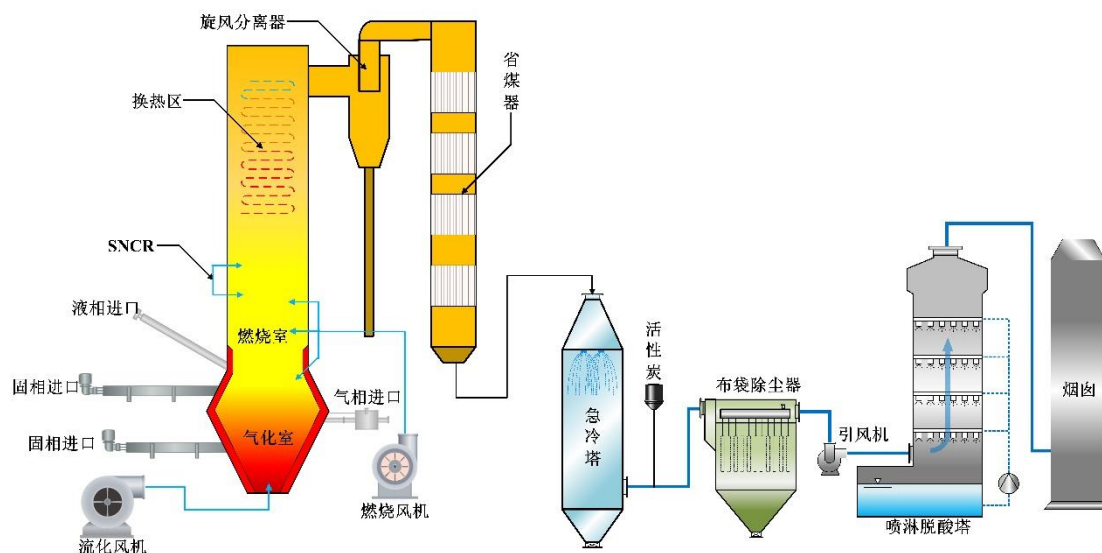 旋风分离器
省煤器
换热区
SNCR
液相进口
燃烧室
固相进口
气相进口
固相进口
气化室
流化风机
燃烧风机
急冷塔
活性炭
布袋除尘器
引风机
喷淋脱酸塔
烟囱